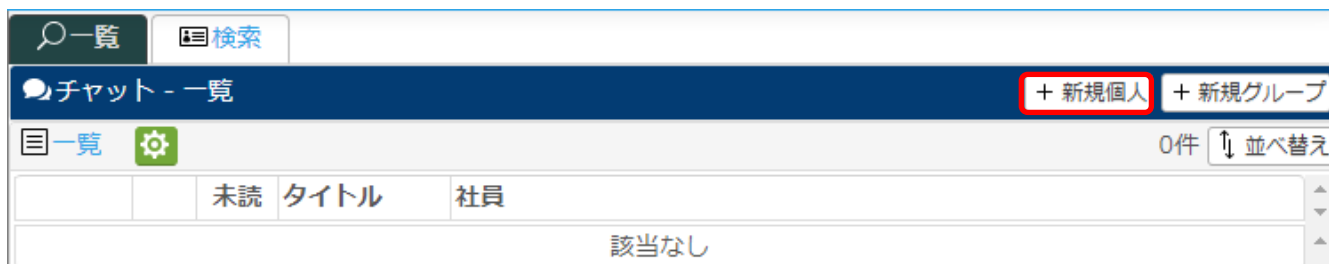 一覧 検索
チャット - 一覧 + 新規個人 + 新規グループ
一覧 0件 並べ替え
未読 タイトル 社員
該当なし